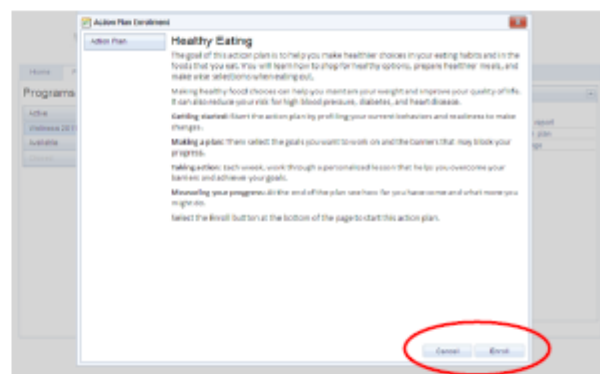 Action Plan Enrollment
Action Plan
Healthy Eating
The goal of this action plan is to help you make healthier choices in your eating habits and in the
foods that you eat. You will learn how to shop for healthy options, prepare healthier meals, and
make wise selections when eating out.
Making healthy food choices can help you maintain your weight and improve your quality of life.
It can also reduce your risk for high blood pressure, diabetes, and heart disease.
Getting started: Start the action plan by profiling your current behaviors and readiness to make
changes.
Making a plan: Then select the goals you want to work on and the barriers that may block your
progress.
Taking action: Each week, work through a personalized lesson that helps you overcome your
barriers and achieve your goals.
Measuring your progress: At the end of the plan see how far you have come and what more you
might do.
Select the Enroll button at the bottom of the page to start this action plan.
Cancel Enroll
Home
Programs
Active
Wellness 201
Available
report
plan